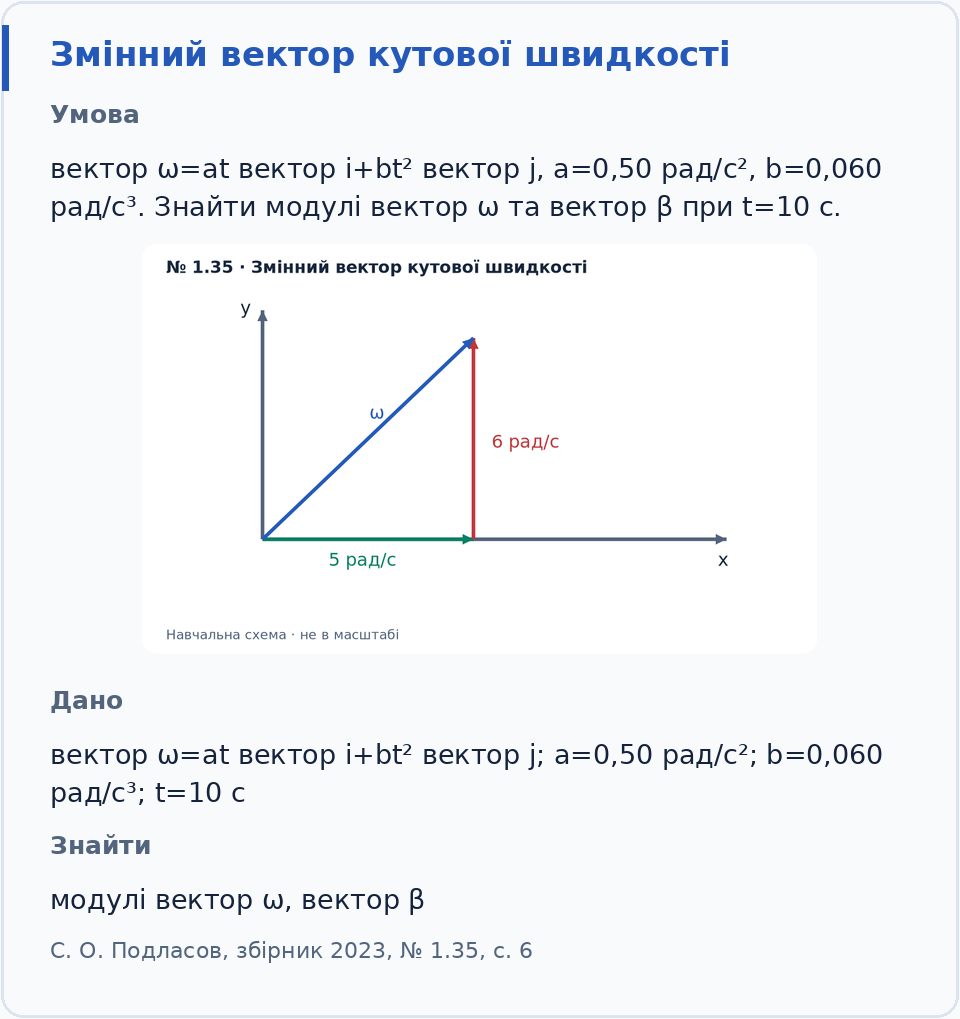 Змінний вектор кутової швидкості
Умова
вектор ω=at вектор i+bt² вектор j, a=0,50 рад/с², b=0,060
рад/с³. Знайти модулі вектор ω та вектор β при t=10 с.
№ 1.35 · Змінний вектор кутової швидкості
y
ω
6 рад/с
5 рад/с
x
Навчальна схема · не в масштабі
Дано
вектор ω=at вектор i+bt² вектор j; a=0,50 рад/с²; b=0,060
рад/с³; t=10 с
Знайти
модулі вектор ω, вектор β
С. О. Подласов, збірник 2023, № 1.35, с. 6